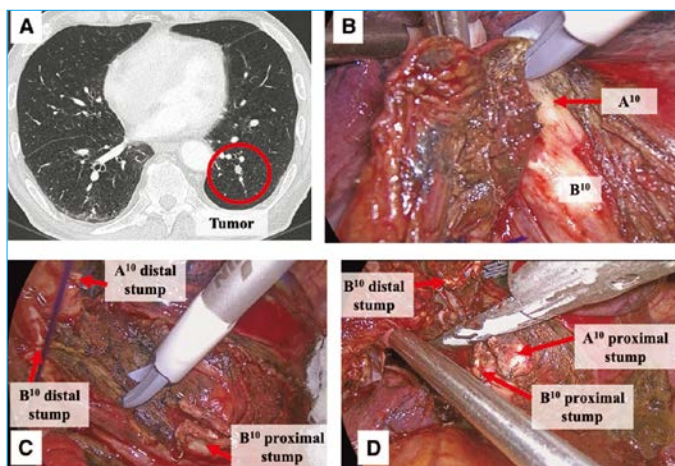 A
Tumor
B
A¹⁰
B¹⁰
A¹⁰ distal
stump
B¹⁰ distal
stump
B¹⁰ proximal
stump
C
B¹⁰ distal
stump
A¹⁰ proximal
stump
B¹⁰ proximal
stump
D